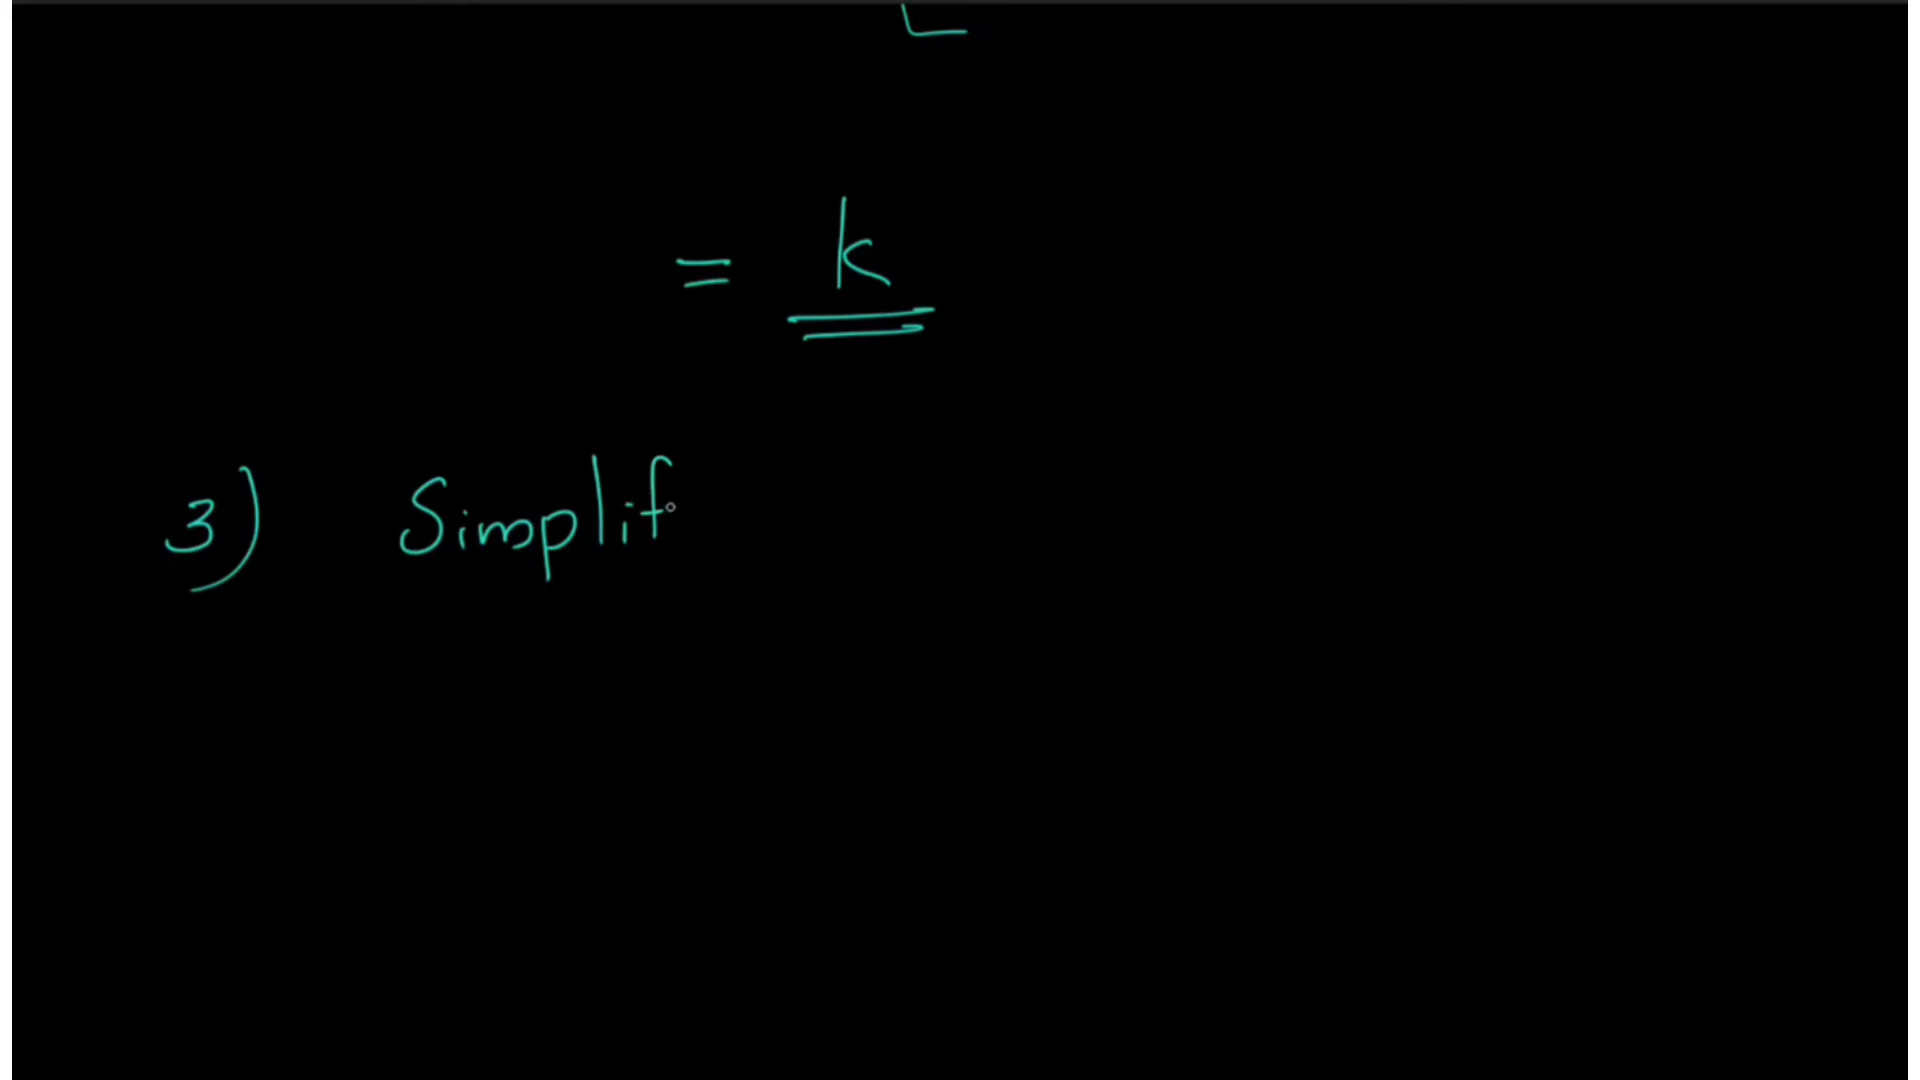 = k
3) Simplif